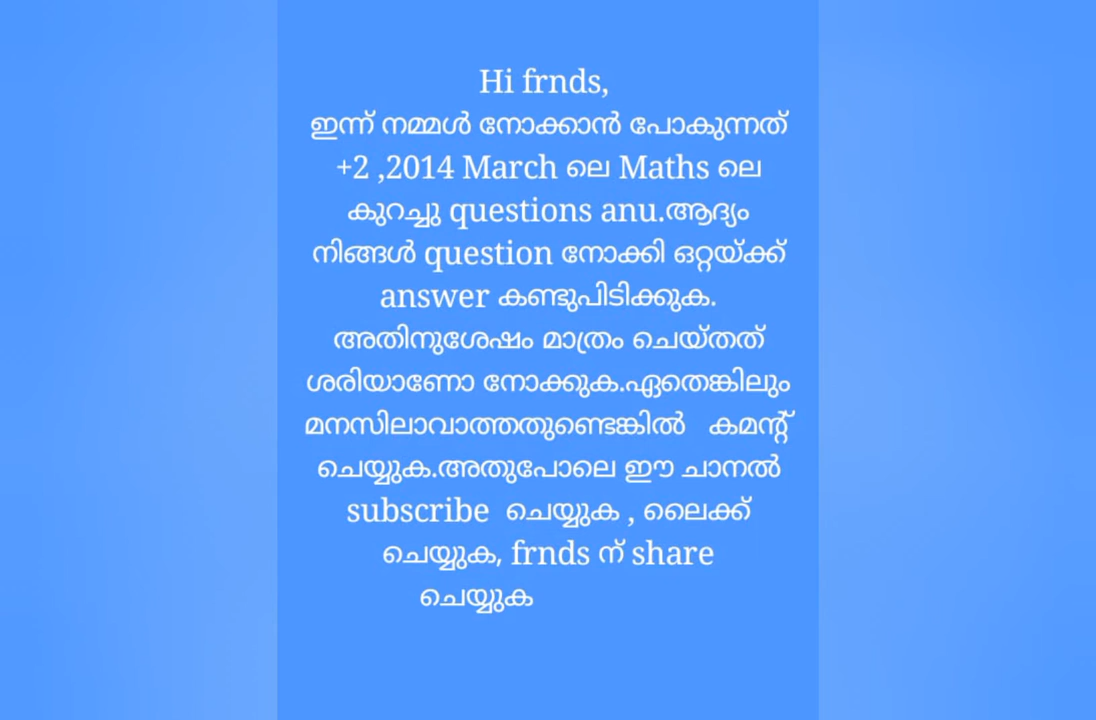 Hi frnds,
ഇന്ന് നമ്മൾ നോക്കാൻ പോകുന്നത്
+2 ,2014 March ലെ Maths ലെ
കുറച്ചു questions anu.ആദ്യം
നിങ്ങൾ question നോക്കി ഒറ്റയ്ക്ക്
answer കണ്ടുപിടിക്കുക.
അതിനുശേഷം മാത്രം ചെയ്തത്
ശരിയാണോ നോക്കുക.ഏതെങ്കിലും
മനസിലാവാത്തതുണ്ടെങ്കിൽ കമന്റ്
ചെയ്യുക.അതുപോലെ ഈ ചാനൽ
subscribe ചെയ്യുക , ലൈക്ക്
ചെയ്യുക, frnds ന് share
ചെയ്യുക